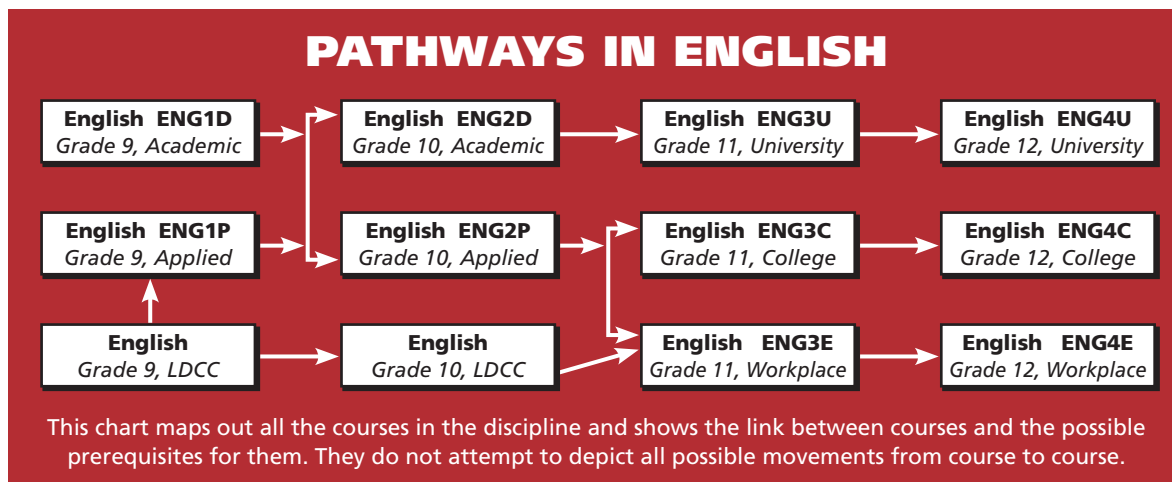 PATHWAYS IN ENGLISH
English ENG1D
Grade 9, Academic
English ENG2D
Grade 10, Academic
English ENG3U
Grade 11, University
English ENG4U
Grade 12, University
English ENG1P
Grade 9, Applied
English ENG2P
Grade 10, Applied
English ENG3C
Grade 11, College
English ENG4C
Grade 12, College
English
Grade 9, LDCC
English
Grade 10, LDCC
English ENG3E
Grade 11, Workplace
English ENG4E
Grade 12, Workplace
This chart maps out all the courses in the discipline and shows the link between courses and the possible
prerequisites for them. They do not attempt to depict all possible movements from course to course.